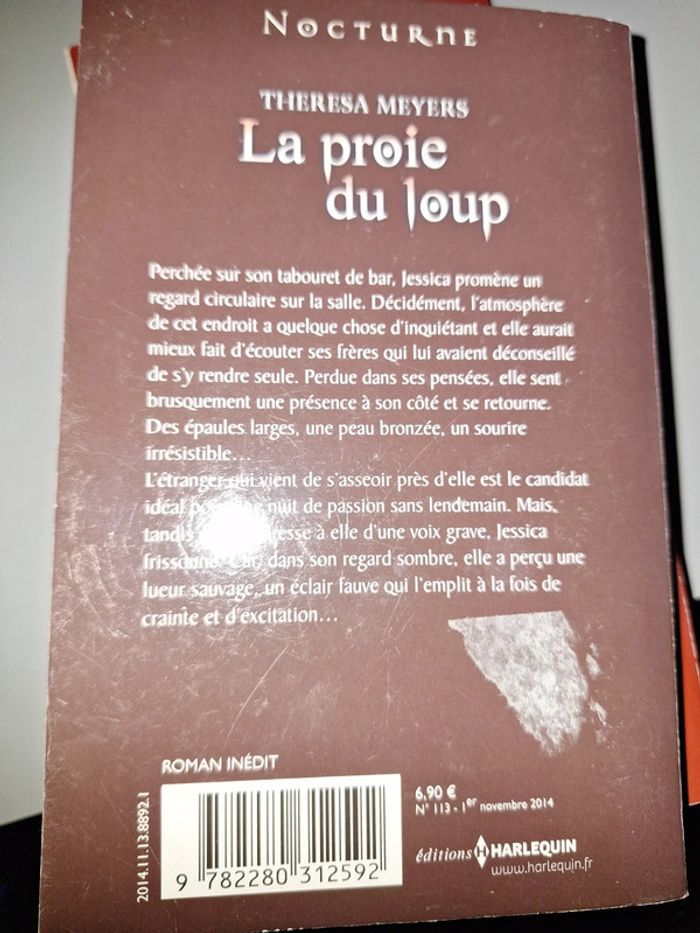 NOCTURNE
THERESA MEYERS
La proie
du loup
Perchée sur son tabouret de bar, Jessica promène un
regard circulaire sur la salle. Décidément, l'atmosphère
de cet endroit a quelque chose d'inquiétant et elle aurait
mieux fait d'écouter ses frères qui lui avaient déconseillé
de s'y rendre seule. Perdue dans ses pensées, elle sent
brusquement une présence à son côté et se retourne.
Des épaules larges, une peau bronzée, un sourire
irrésistible…
L'étranger qui vient de s'asseoir près d'elle est le candidat
idéal nuit de passion sans lendemain. Mais,
tandis à elle d'une voix grave, Jessica
dans son regard sombre, elle a perçu une
lueur sauvage, un éclair fauve qui l'emplit à la fois de
crainte et d'excitation…
ROMAN INÉDIT
6,90 €
N° 113 - 1er novembre 2014
2014.11.13.8892.1
9 782280 312592
éditions H HARLEQUIN
www.harlequin.fr